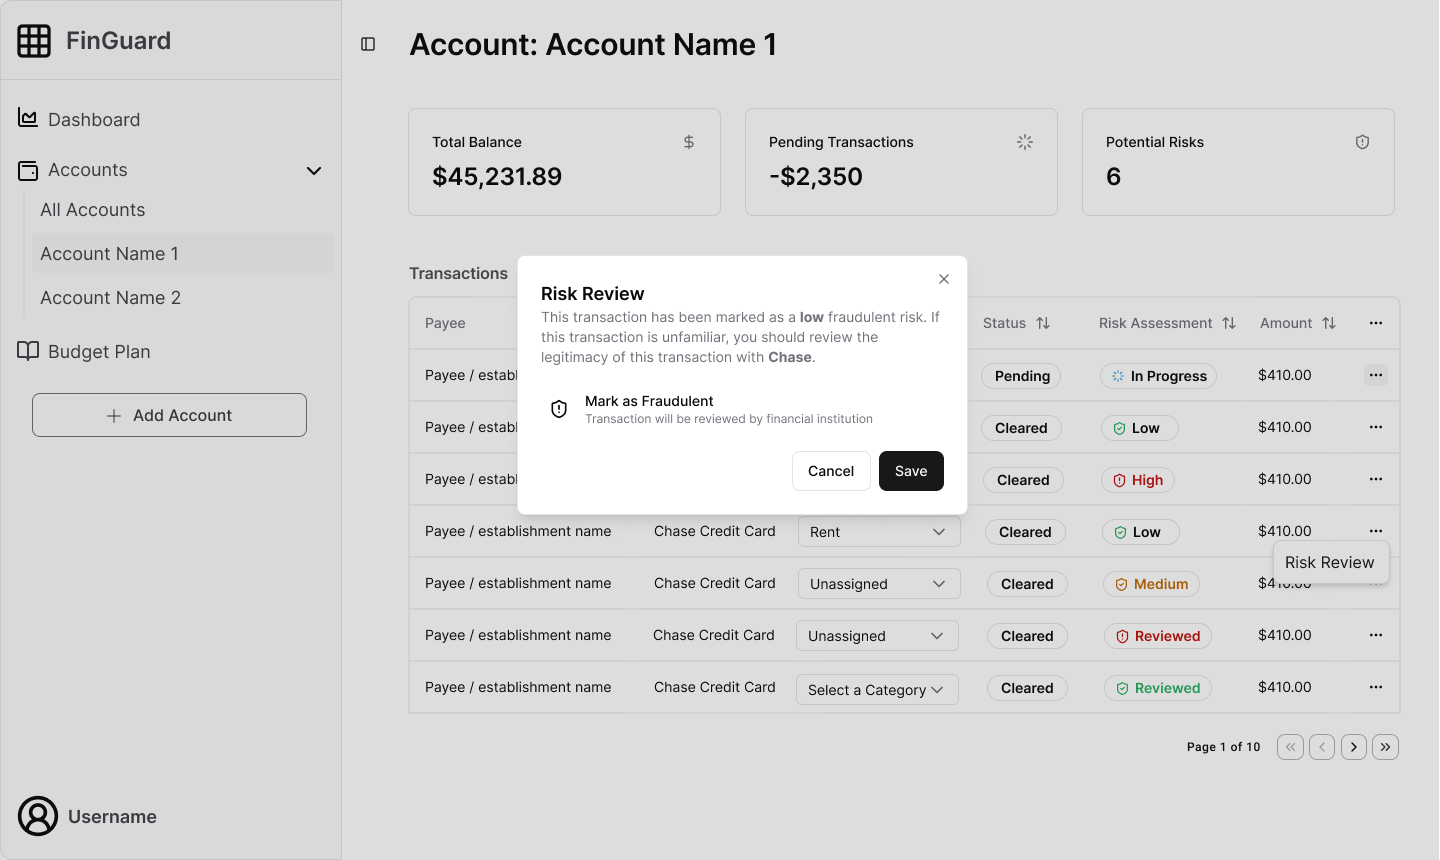 FinGuard
Dashboard
Accounts
All Accounts
Account Name 1
Account Name 2
Budget Plan
Add Account
Username
Account: Account Name 1
Total Balance
$
$45,231.89
Pending Transactions
-$2,350
Potential Risks
6
Transactions
Payee Status Risk Assessment Amount ...
Payee / establ Pending In Progress $410.00 ...
Payee / establ Cleared Low $410.00 ...
Payee / establ Cleared High $410.00 ...
Payee / establishment name Chase Credit Card Rent Cleared Low $410.00 ...
Payee / establishment name Chase Credit Card Unassigned Cleared Medium $410.00
Payee / establishment name Chase Credit Card Unassigned Cleared Reviewed $410.00 ...
Payee / establishment name Chase Credit Card Select a Category Cleared Reviewed $410.00 ...
Risk Review
Page 1 of 10
Risk Review
This transaction has been marked as a low fraudulent risk. If
this transaction is unfamiliar, you should review the
legitimacy of this transaction with Chase.
Mark as Fraudulent
Transaction will be reviewed by financial institution
Cancel
Save